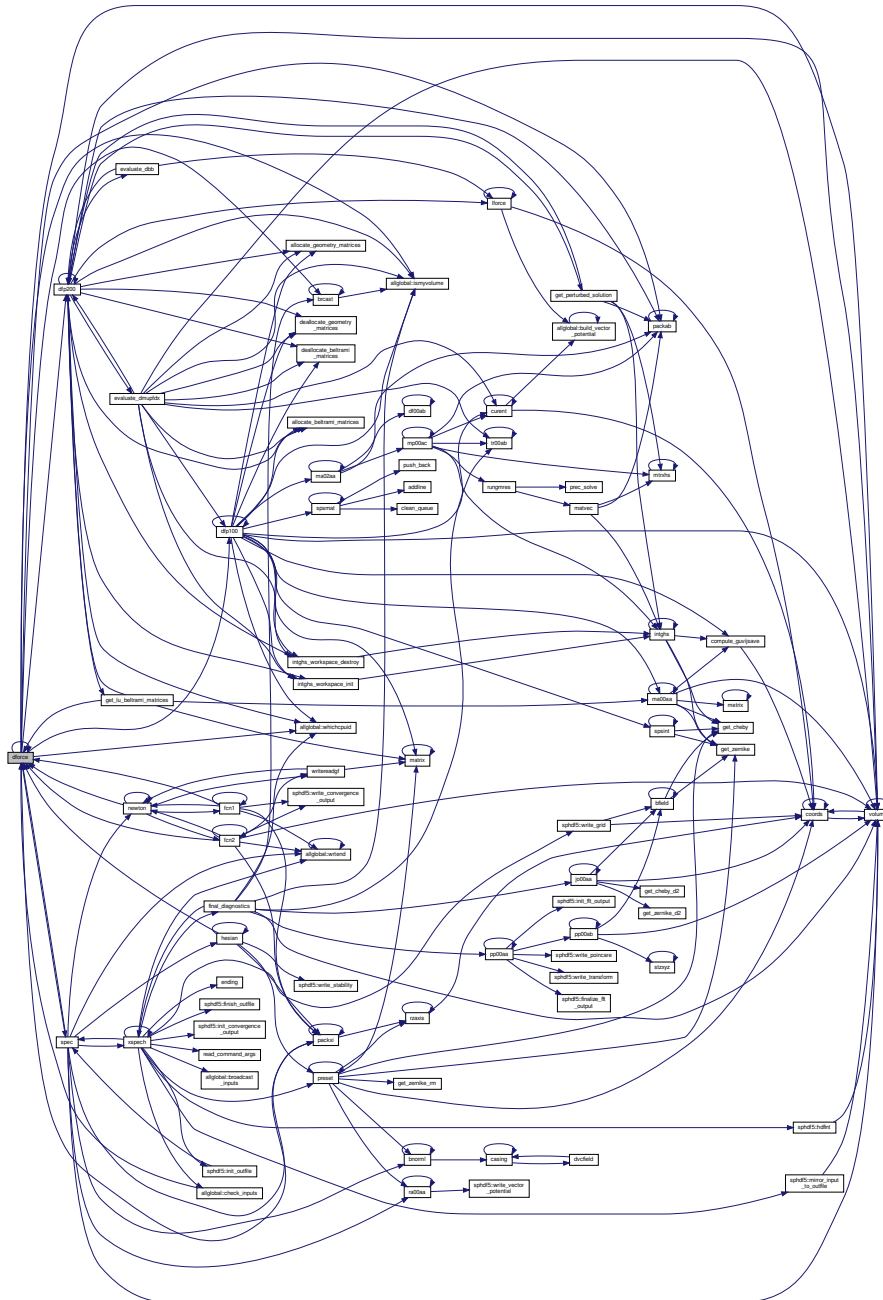 evaluate_dbb
lforce
allocate_geometry_matrices
allglobal::ismyvolume
dfp200
get_perturbed_solution
brcast
deallocate_geometry
_matrices
packab
allglobal::build_vector
_potential
deallocate_beltrami
_matrices
evaluate_dmupfdx
df00ab
curent
allocate_beltrami_matrices
mp00ac
tr00ab
push_back
ma02aa
mtrxhs
addline
rungmres
prec_solve
spsmat
clean_queue
matvec
dfp100
intghs
compute_guvijsave
intghs_workspace_destroy
intghs_workspace_init
get_lu_beltrami_matrices
ma00aa
metrix
allglobal::whichcpuid
get_cheby
spsint
get_zernike
dforce
matrix
writereadgf
sphdf5::write_convergence
_output
newton
fcn1
bfield
coords
volume
sphdf5::write_grid
fcn2
allglobal::wrtend
jo00aa
get_cheby_d2
final_diagnostics
sphdf5::init_flt_output
get_zernike_d2
hesian
pp00ab
pp00aa
sphdf5::write_poincare
stzxyz
sphdf5::write_transform
ending
sphdf5::write_stability
sphdf5::finalize_flt
_output
sphdf5::finish_outfile
rzaxis
sphdf5::init_convergence
_output
spec
xspech
packxi
read_command_args
allglobal::broadcast
_inputs
preset
get_zernike_rm
sphdf5::hdfint
bnorml
casing
dvcfield
sphdf5::init_outfile
sphdf5::mirror_input
_to_outfile
allglobal::check_inputs
ra00aa
sphdf5::write_vector
_potential